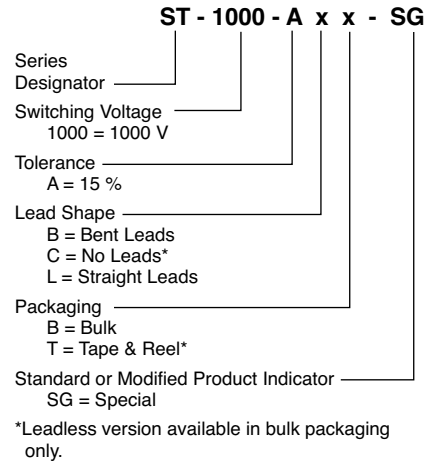 ST - 1000 - A x x - SG
Series
Designator
Switching Voltage
1000 = 1000 V
Tolerance
A = 15 %
Lead Shape
B = Bent Leads
C = No Leads*
L = Straight Leads
Packaging
B = Bulk
T = Tape & Reel*
Standard or Modified Product Indicator
SG = Special
*Leadless version available in bulk packaging
only.